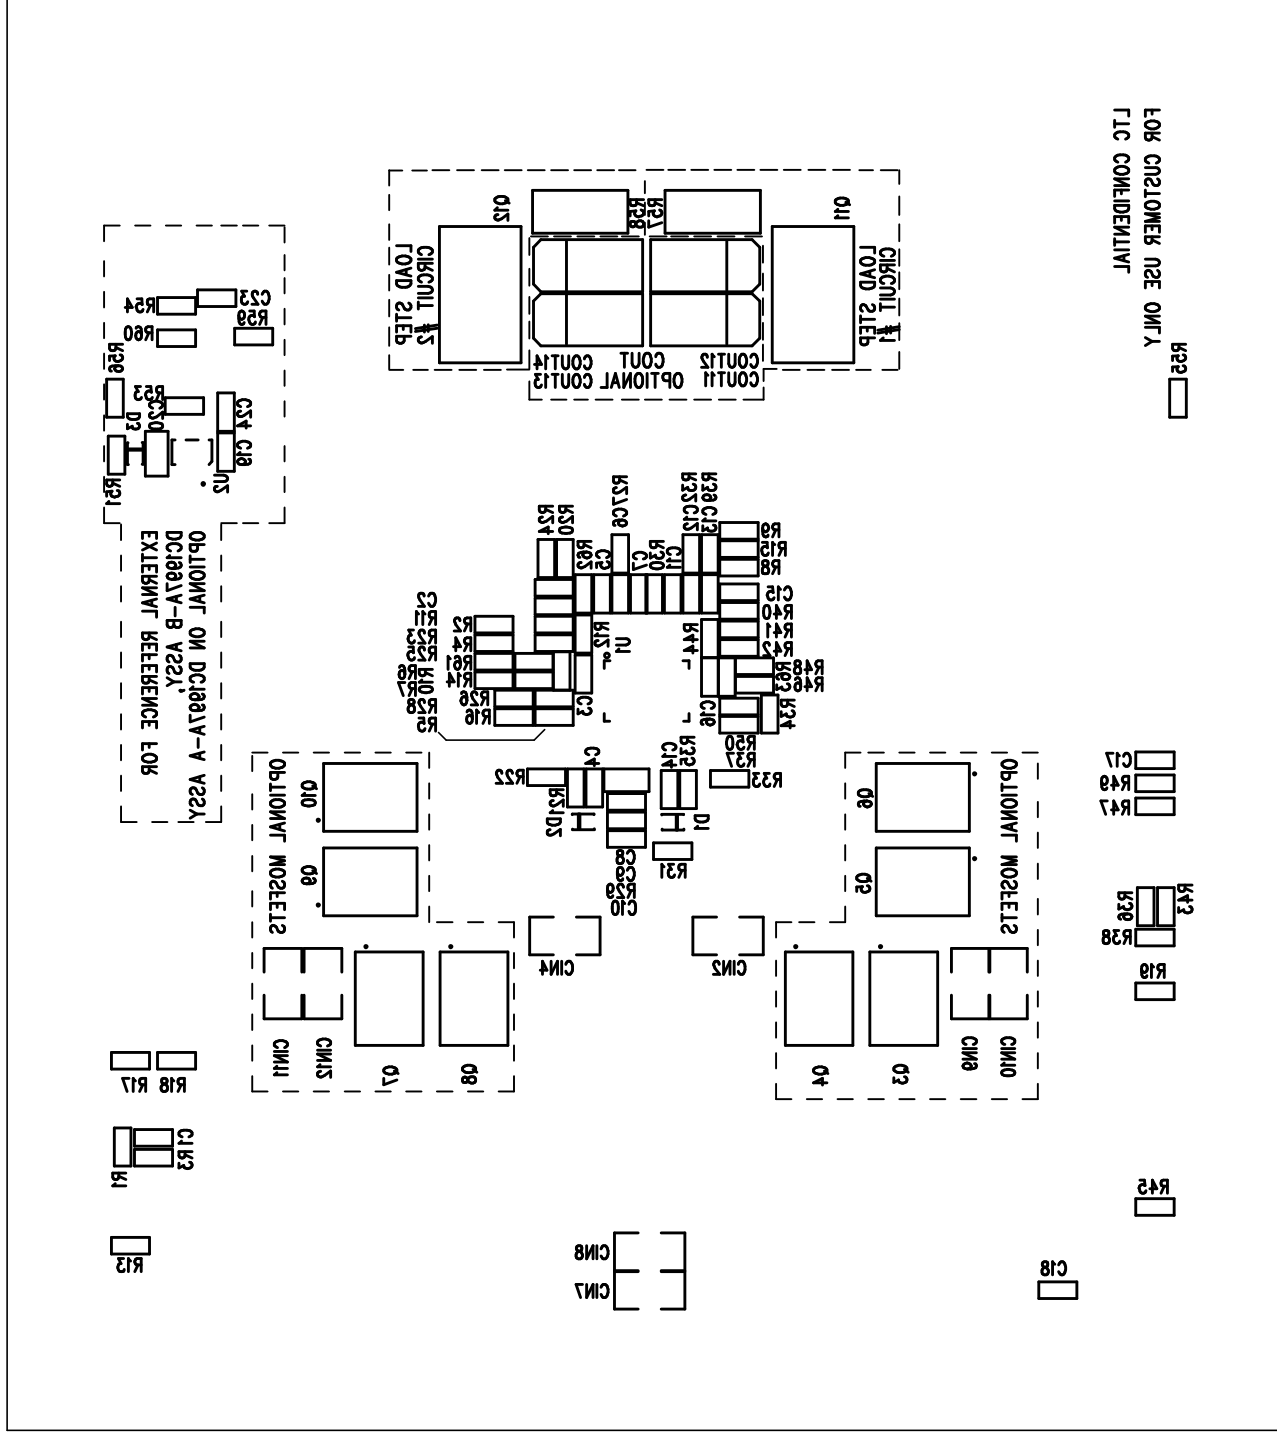 LTC CONFIDENTIAL
FOR CUSTOMER USE ONLY
Q12
R58
R57
Q11
LOAD STEP
CIRCUIT #2
LOAD STEP
CIRCUIT #1
COUT14
COUT13
OPTIONAL
COUT
COUT12
COUT11
R54
C23
R60
R59
R56
R53
C20
D3
C24
C19
R51
U2
R55
OPTIONAL ON DC1997A-A ASSY
DC1997A-B ASSY,
EXTERNAL REFERENCE FOR
R24
R20
R62
C5
R27
C6
C7
R30
C11
R32
C12
R39
C13
R9
R15
R8
C15
R40
R41
R42
C2
R11
R23
R25
R6
R10
R7
R28
R5
R2
R4
R61
R14
R26
R16
R12
U1
R44
R48
R63
R46
C3
C16
R34
R50
R37
R33
C4
C14
R35
R22
R21
D2
D1
C8
C9
R29
C10
R31
OPTIONAL MOSFETS
Q10
Q9
Q6
Q5
OPTIONAL MOSFETS
C17
R49
R47
R36
R43
R38
R19
CIN4
CIN2
CIN11
CIN12
Q7
Q8
Q4
Q3
CIN9
CIN10
R17
R18
C1
R3
R1
R13
R45
C18
CIN8
CIN7